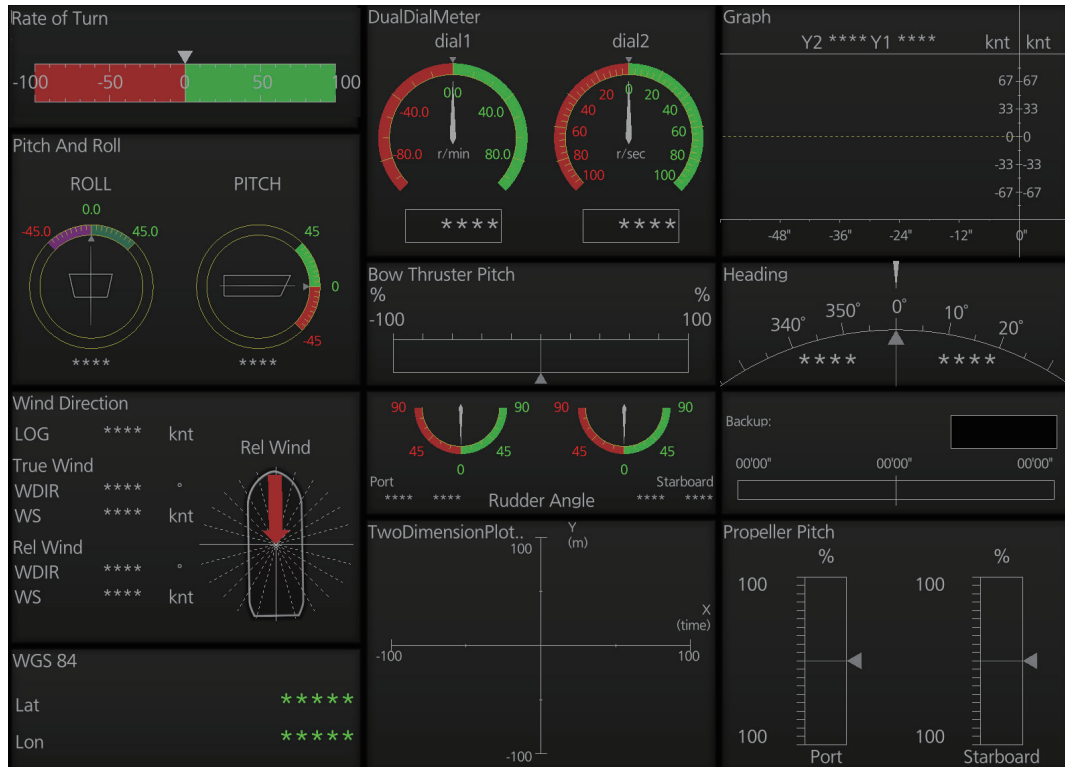 Rate of Turn
-100 -50 0 50 100
Pitch And Roll
ROLL PITCH
0.0
-45.0 45.0
45
0
-45
**** ****
Wind Direction
LOG **** knt
Rel Wind
True Wind
WDIR **** °
WS **** knt
Rel Wind
WDIR **** °
WS **** knt
WGS 84
Lat *****
Lon *****
DualDialMeter
dial1 dial2
0.0
-40.0 40.0
-80.0 80.0
r/min
0
20 20
40 40
60 60
80 80
100 100
r/sec
**** ****
Bow Thruster Pitch
% %
-100 100
90 90 90 90
45 45 45 45
0 0
Port Starboard
**** **** **** ****
Rudder Angle
TwoDimensionPlot..
Y
(m)
100
X
(time)
-100 100
-100
Graph
Y2 **** Y1 **** knt knt
67 67
33 33
0 0
-33 -33
-67 -67
-48" -36" -24" -12" 0"
Heading
340° 350° 0° 10° 20°
**** ****
Backup:
00'00" 00'00" 00'00"
Propeller Pitch
% %
100 100
100 100
Port Starboard